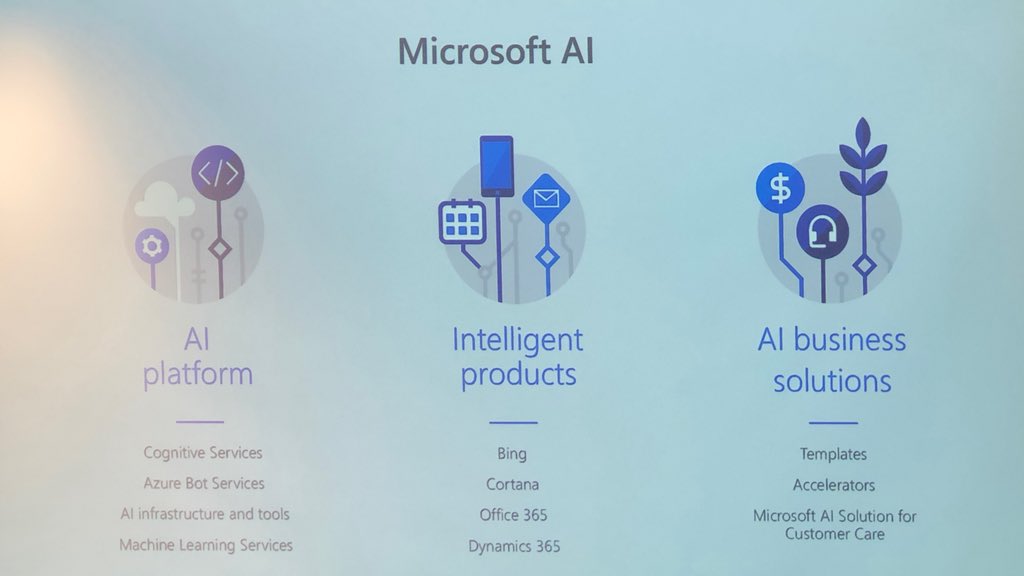 Microsoft AI
</>
$
AI
platform
Cognitive Services
Azure Bot Services
AI infrastructure and tools
Machine Learning Services
Intelligent
products
Bing
Cortana
Office 365
Dynamics 365
AI business
solutions
Templates
Accelerators
Microsoft AI Solution for
Customer Care